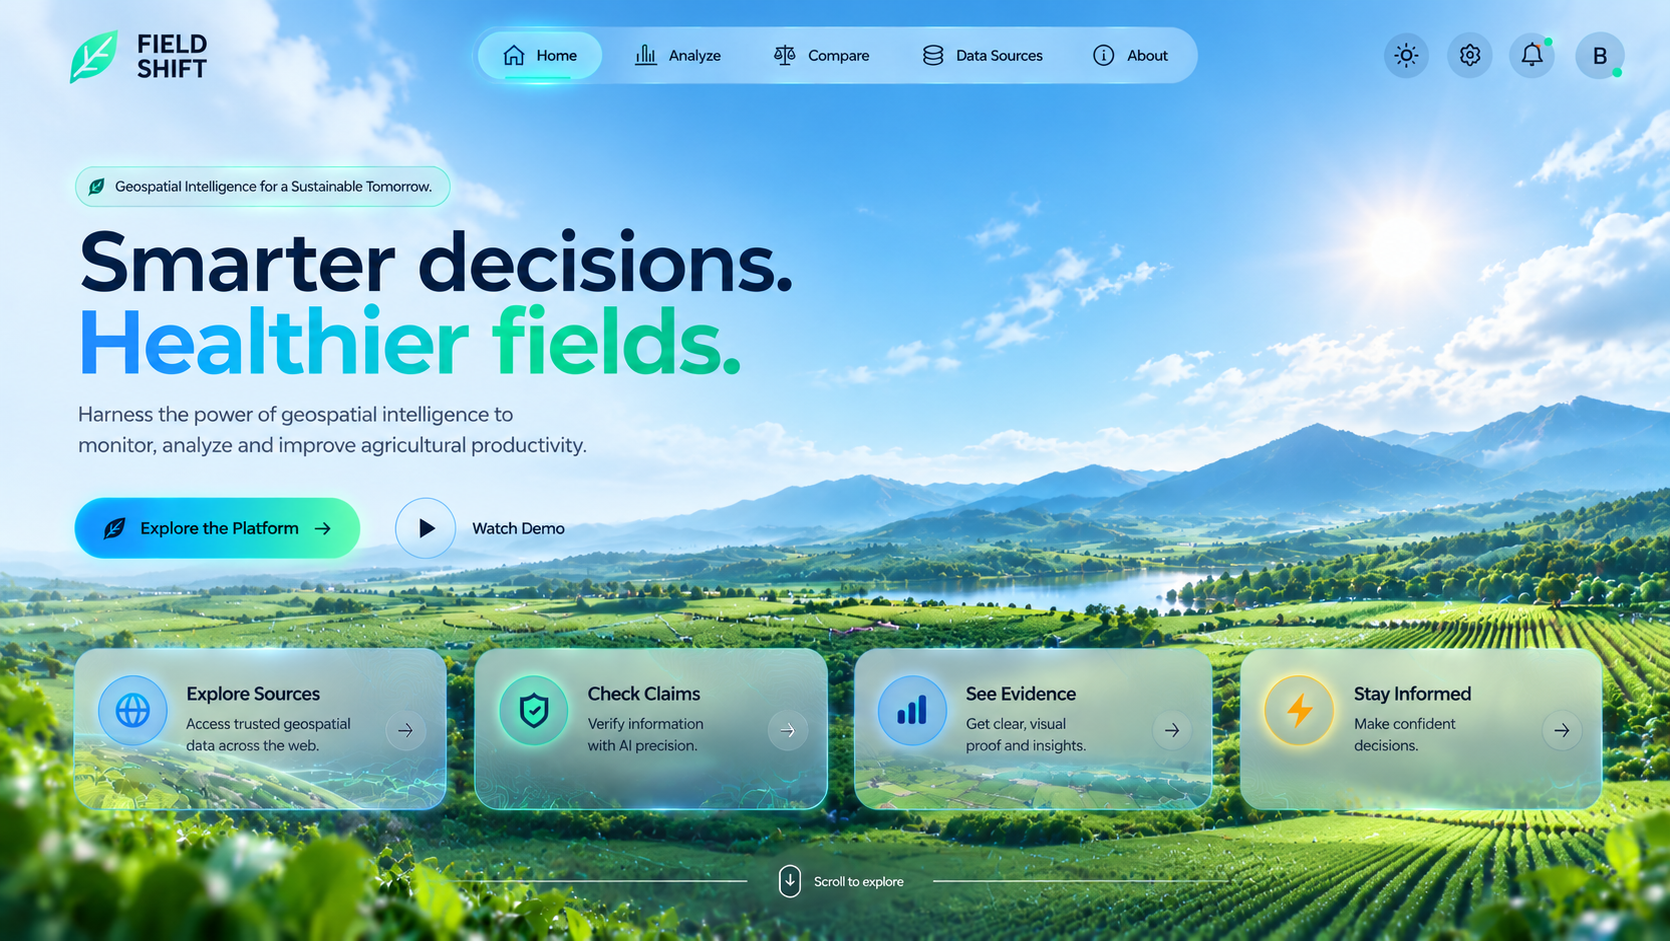 FIELD
SHIFT
Home
Analyze
Compare
Data Sources
About
B
Geospatial Intelligence for a Sustainable Tomorrow.
Smarter decisions.
Healthier fields.
Harness the power of geospatial intelligence to
monitor, analyze and improve agricultural productivity.
Explore the Platform
Watch Demo
Explore Sources
Access trusted geospatial
data across the web.
Check Claims
Verify information
with AI precision.
See Evidence
Get clear, visual
proof and insights.
Stay Informed
Make confident
decisions.
Scroll to explore